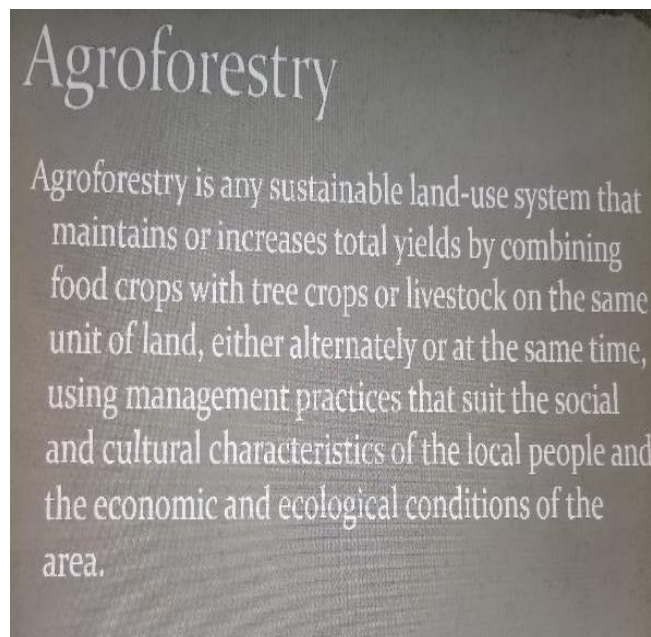 Agroforestry
Agroforestry is any sustainable land-use system that
maintains or increases total yields by combining
food crops with tree crops or livestock on the same
unit of land, either alternately or at the same time,
using management practices that suit the social
and cultural characteristics of the local people and
the economic and ecological conditions of the
area.